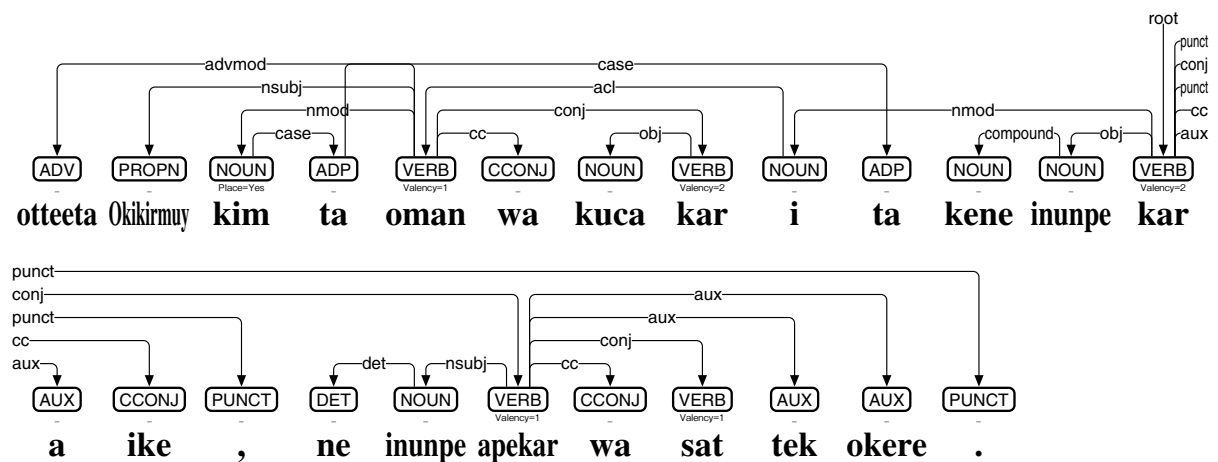 root
punct
advmod case conj
nsubj acl punct
nmod conj nmod cc
case cc obj compound obj aux
ADV PROPN NOUN ADP VERB CCONJ NOUN VERB NOUN ADP NOUN NOUN VERB
_ _ Place=Yes _ Valency=1 _ _ Valency=2 _ _ _ _ Valency=2
_ _ _ _ _
otteeta Okikirmuy kim ta oman wa kuca kar i ta kene inunpe kar
punct
conj aux
punct aux
cc conj
aux det nsubj cc
AUX CCONJ PUNCT DET NOUN VERB CCONJ VERB AUX AUX PUNCT
_ _ _ _ _ Valency=1 _ Valency=1 _ _ _
_ _
a ike , ne inunpe apekar wa sat tek okere .